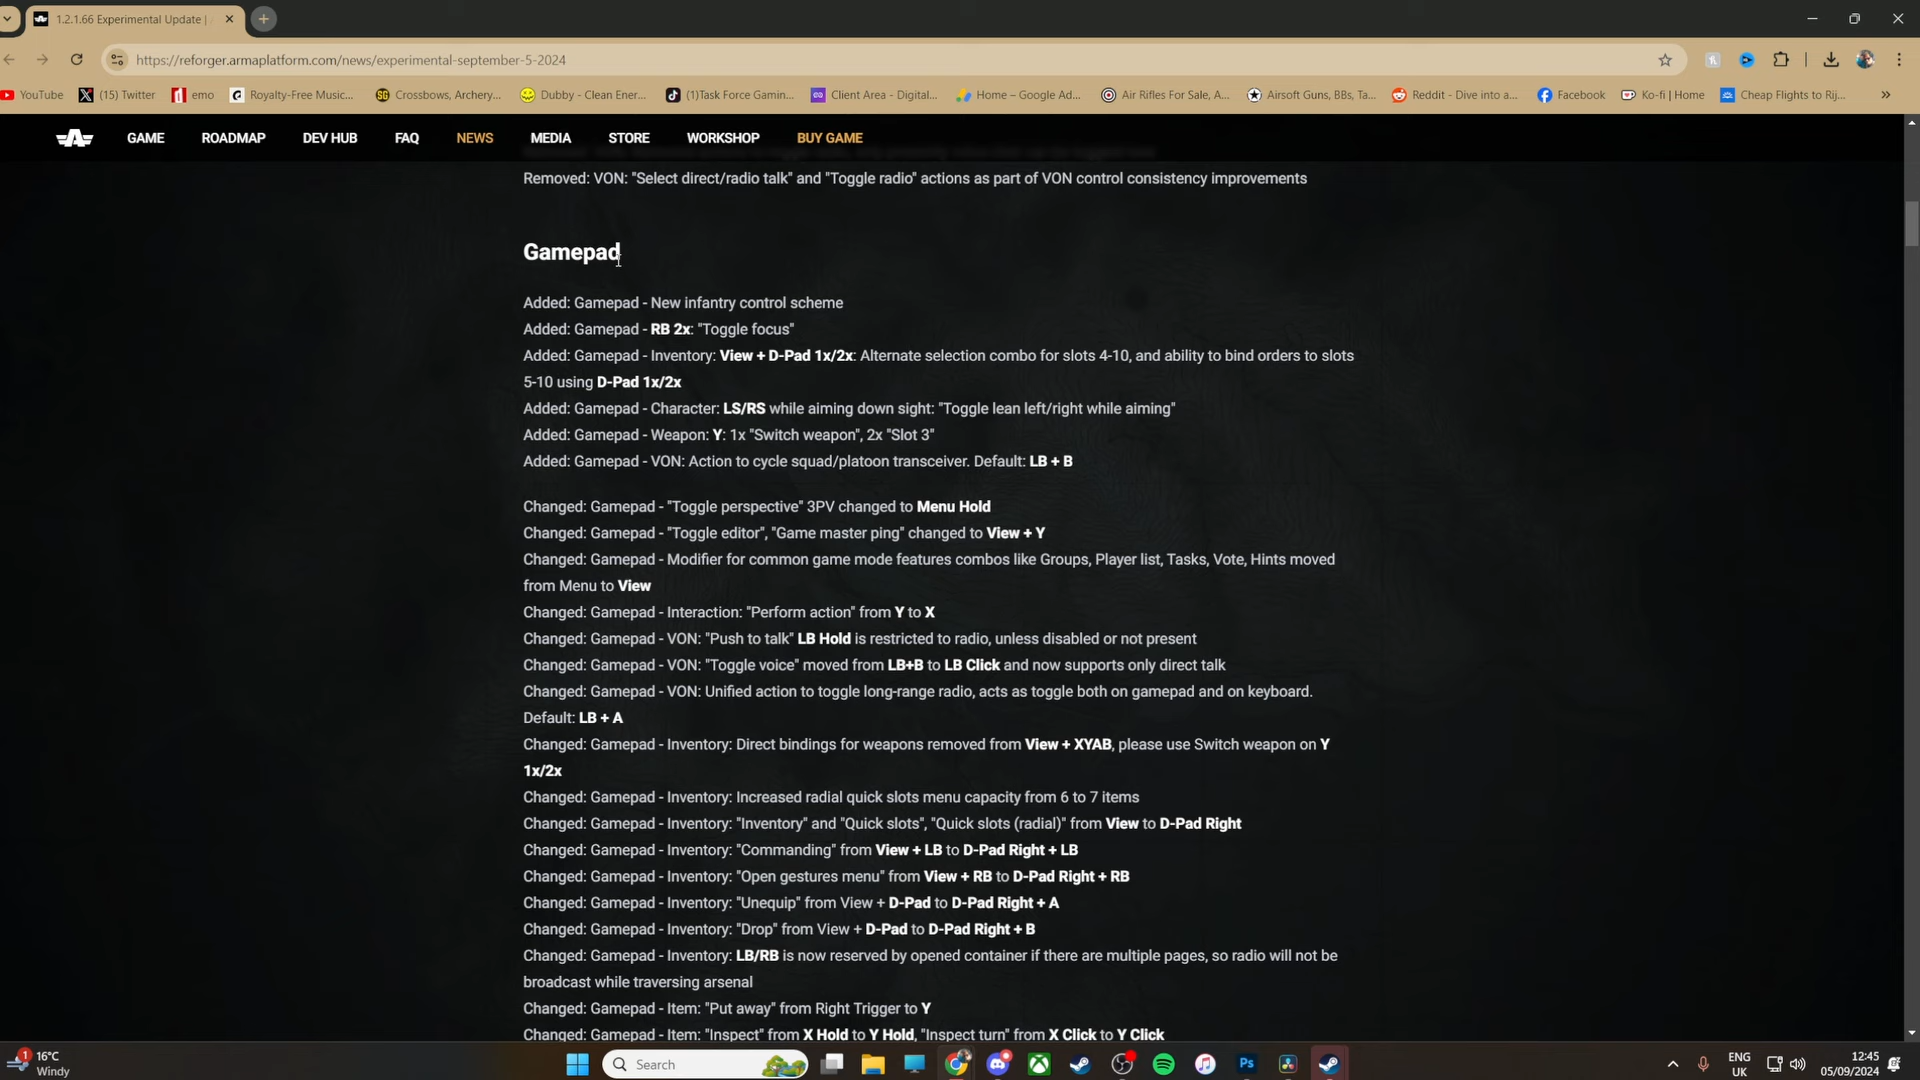 1.2.1.66 Experimental Update |
https://reforger.armaplatform.com/news/experimental-september-5-2024
YouTube
(15) Twitter
emo
Royalty-Free Music...
Crossbows, Archery...
Dubby - Clean Ener...
(1)Task Force Gamin...
Client Area - Digital...
Home – Google Ad...
Air Rifles For Sale, A...
Airsoft Guns, BBs, Ta...
Reddit - Dive into a...
Facebook
Ko-fi | Home
Cheap Flights to Rij...
GAME
ROADMAP
DEV HUB
FAQ
NEWS
MEDIA
STORE
WORKSHOP
BUY GAME
Removed: VON: "Select direct/radio talk" and "Toggle radio" actions as part of VON control consistency improvements
Gamepad
Added: Gamepad - New infantry control scheme
Added: Gamepad - RB 2x: "Toggle focus"
Added: Gamepad - Inventory: View + D-Pad 1x/2x: Alternate selection combo for slots 4-10, and ability to bind orders to slots
5-10 using D-Pad 1x/2x
Added: Gamepad - Character: LS/RS while aiming down sight: "Toggle lean left/right while aiming"
Added: Gamepad - Weapon: Y: 1x "Switch weapon", 2x "Slot 3"
Added: Gamepad - VON: Action to cycle squad/platoon transceiver. Default: LB + B
Changed: Gamepad - "Toggle perspective" 3PV changed to Menu Hold
Changed: Gamepad - "Toggle editor", "Game master ping" changed to View + Y
Changed: Gamepad - Modifier for common game mode features combos like Groups, Player list, Tasks, Vote, Hints moved
from Menu to View
Changed: Gamepad - Interaction: "Perform action" from Y to X
Changed: Gamepad - VON: "Push to talk" LB Hold is restricted to radio, unless disabled or not present
Changed: Gamepad - VON: "Toggle voice" moved from LB+B to LB Click and now supports only direct talk
Changed: Gamepad - VON: Unified action to toggle long-range radio, acts as toggle both on gamepad and on keyboard.
Default: LB + A
Changed: Gamepad - Inventory: Direct bindings for weapons removed from View + XYAB, please use Switch weapon on Y
1x/2x
Changed: Gamepad - Inventory: Increased radial quick slots menu capacity from 6 to 7 items
Changed: Gamepad - Inventory: "Inventory" and "Quick slots", "Quick slots (radial)" from View to D-Pad Right
Changed: Gamepad - Inventory: "Commanding" from View + LB to D-Pad Right + LB
Changed: Gamepad - Inventory: "Open gestures menu" from View + RB to D-Pad Right + RB
Changed: Gamepad - Inventory: "Unequip" from View + D-Pad to D-Pad Right + A
Changed: Gamepad - Inventory: "Drop" from View + D-Pad to D-Pad Right + B
Changed: Gamepad - Inventory: LB/RB is now reserved by opened container if there are multiple pages, so radio will not be
broadcast while traversing arsenal
Changed: Gamepad - Item: "Put away" from Right Trigger to Y
Changed: Gamepad - Item: "Inspect" from X Hold to Y Hold, "Inspect turn" from X Click to Y Click
1
16°C
Windy
Search
Ps
ENG
UK
12:45
05/09/2024